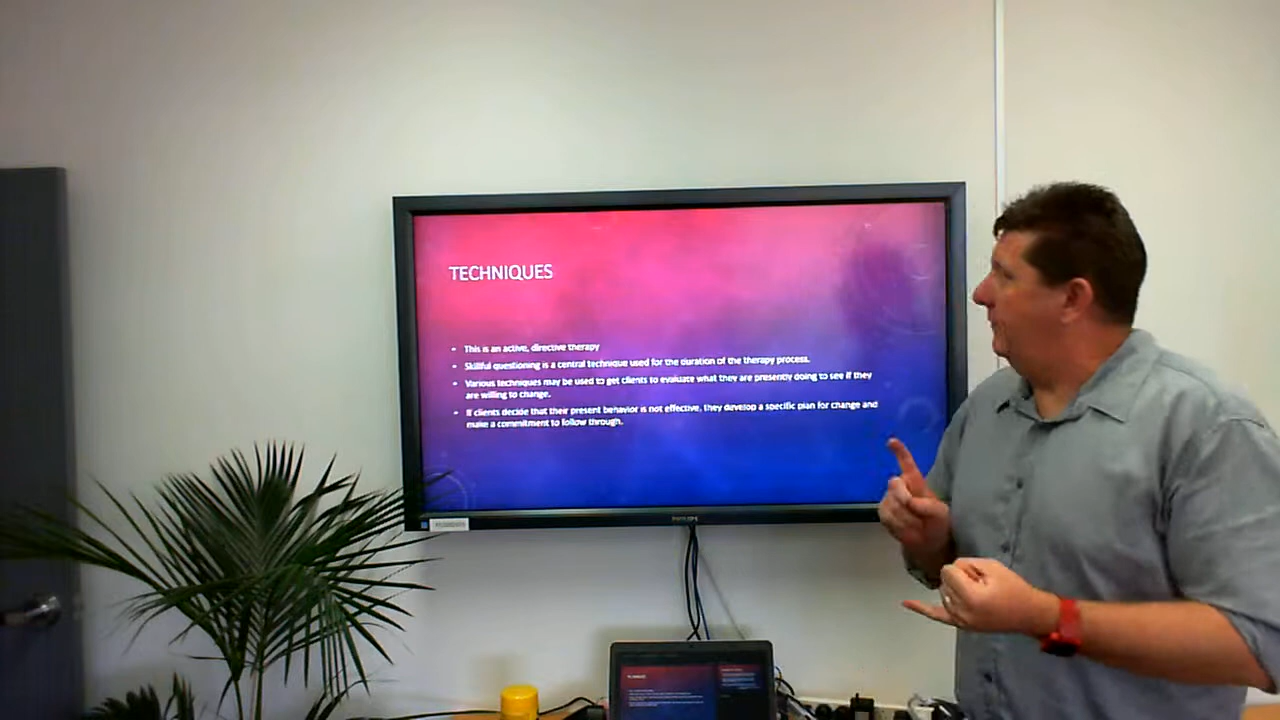 TECHNIQUES
• This is an active, directive therapy
• Skillful questioning is a central technique used for the duration of the therapy process.
• Various techniques may be used to get clients to evaluate what they are presently doing to see if they
are willing to change.
• If clients decide that their present behavior is not effective, they develop a specific plan for change and
make a commitment to follow through.
PHILIPS